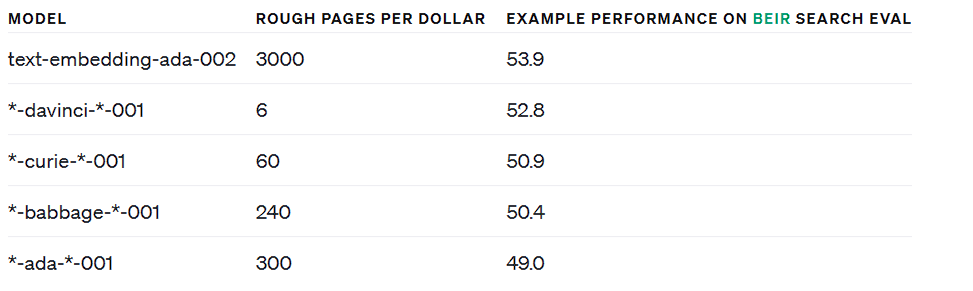 MODEL ROUGH PAGES PER DOLLAR EXAMPLE PERFORMANCE ON BEIR SEARCH EVAL
text-embedding-ada-002 3000 53.9
*-davinci-*-001 6 52.8
*-curie-*-001 60 50.9
*-babbage-*-001 240 50.4
*-ada-*-001 300 49.0